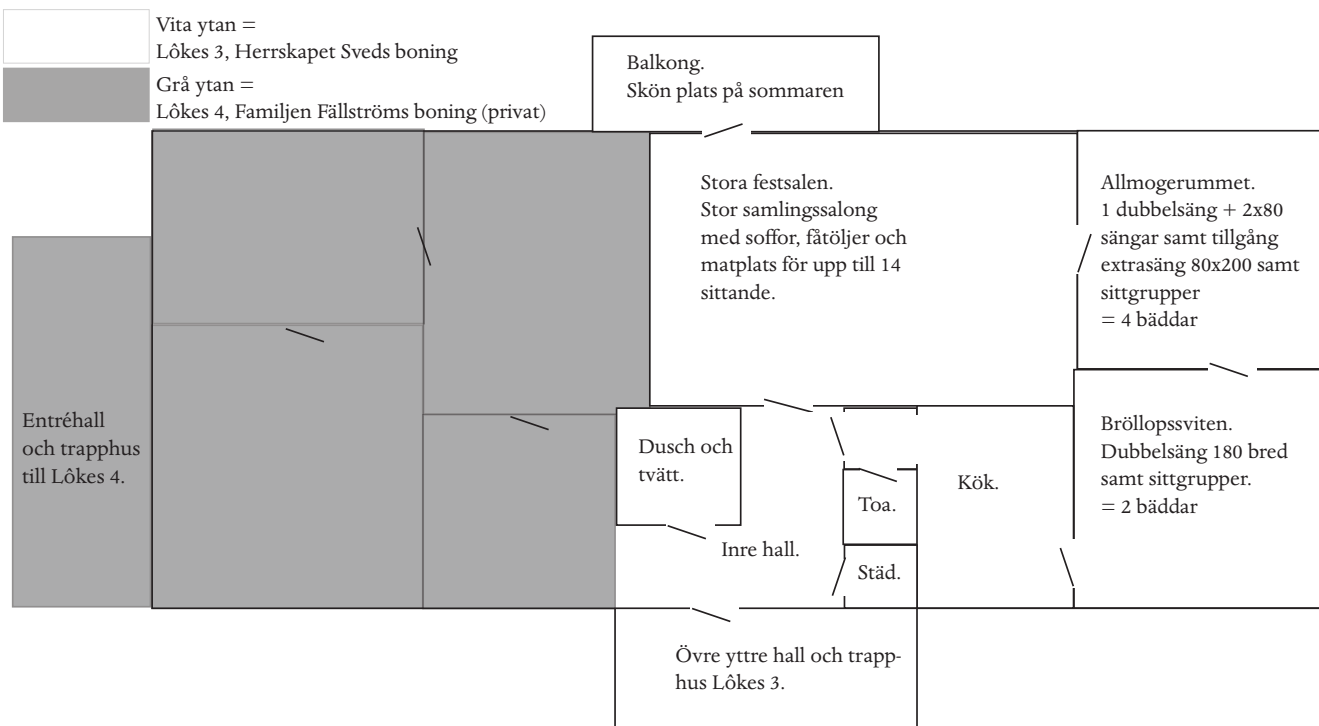 Vita ytan =
Lôkes 3, Herrskapet Sveds boning
Grå ytan =
Lôkes 4, Familjen Fällströms boning (privat)
Balkong.
Skön plats på sommaren
Stora festsalen.
Stor samlingssalong
med soffor, fåtöljer och
matplats för upp till 14
sittande.
Allmogerummet.
1 dubbelsäng + 2x80
sängar samt tillgång
extrasäng 80x200 samt
sittgrupper
= 4 bäddar
Entréhall
och trapphus
till Lôkes 4.
Dusch och
tvätt.
Toa.
Kök.
Bröllopssviten.
Dubbelsäng 180 bred
samt sittgrupper.
= 2 bäddar
Inre hall.
Städ.
Övre yttre hall och trapp-
hus Lôkes 3.